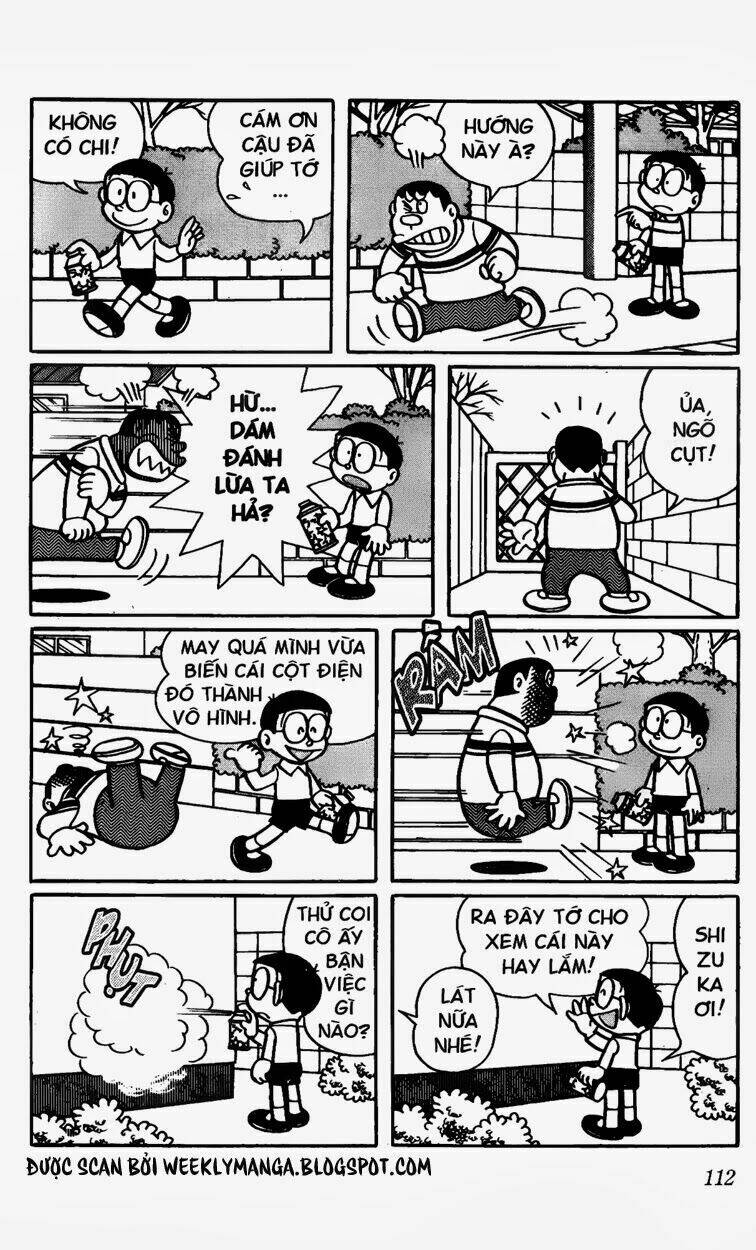 HƯỚNG
NÀY À?
CÁM ƠN
CẬU ĐÃ
GIÚP TỚ
...
KHÔNG
CÓ CHI!
ỦA,
NGÕ
CỤT!
HỪ...
DÁM
ĐÁNH
LỪA TA
HẢ?
RẦM
MAY QUÁ MÌNH VỪA
BIẾN CÁI CỘT ĐIỆN
ĐÓ THÀNH
VÔ HÌNH.
SHI
ZU
KA
ƠI!
RA ĐÂY TỚ CHO
XEM CÁI NÀY
HAY LẮM!
LÁT
NỮA
NHÉ!
THỬ COI
CÔ ẤY
BẬN
VIỆC
GÌ
NÀO?
PHỤT
ĐƯỢC SCAN BỞI WEEKLYMANGA.BLOGSPOT.COM
112